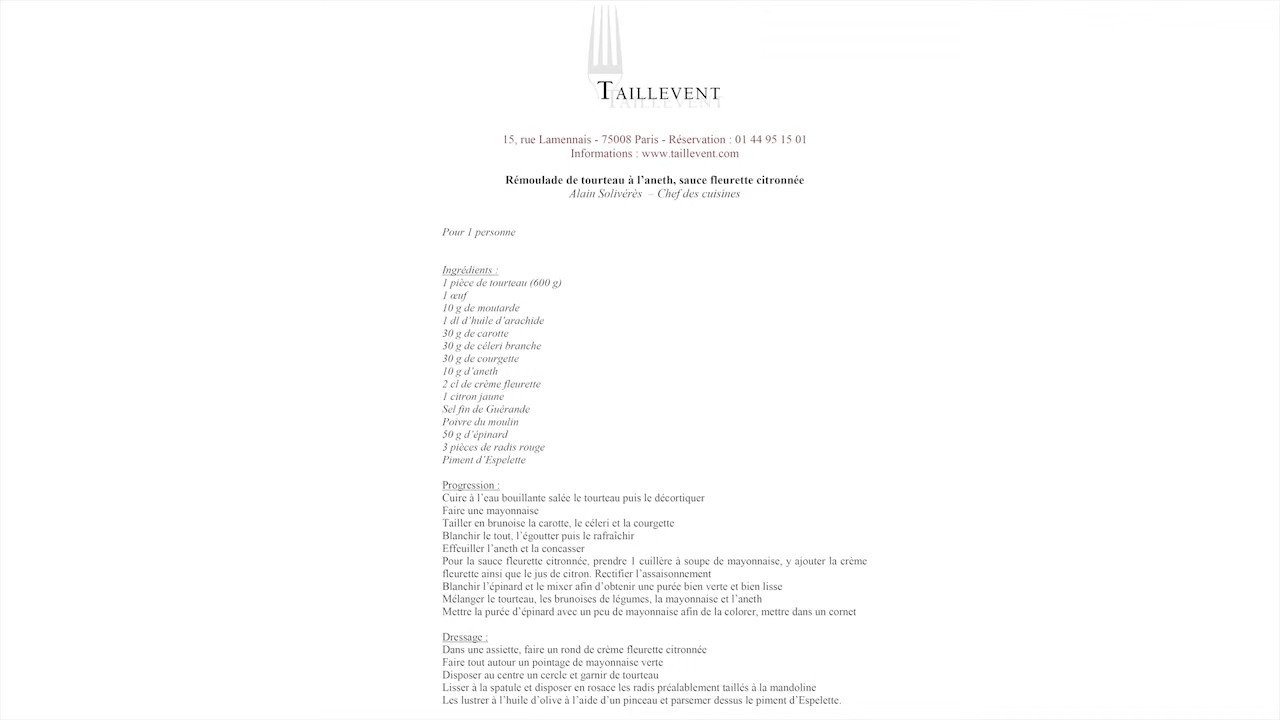 TAILLEVENT
15, rue Lamennais - 75008 Paris - Réservation : 01 44 95 15 01
Informations : www.taillevent.com
Rémoulade de tourteau à l'aneth, sauce fleurette citronnée
Alain Solivérès – Chef des cuisines
Pour 1 personne
Ingrédients :
1 pièce de tourteau (600 g)
1 œuf
10 g de moutarde
1 dl d'huile d'arachide
30 g de carotte
30 g de céleri branche
30 g de courgette
10 g d'aneth
2 cl de crème fleurette
1 citron jaune
Sel fin de Guérande
Poivre du moulin
50 g d'épinard
3 pièces de radis rouge
Piment d'Espelette
Progression :
Cuire à l'eau bouillante salée le tourteau puis le décortiquer
Faire une mayonnaise
Tailler en brunoise la carotte, le céleri et la courgette
Blanchir le tout, l'égoutter puis le rafraîchir
Effeuiller l'aneth et la concasser
Pour la sauce fleurette citronnée, prendre 1 cuillère à soupe de mayonnaise, y ajouter la crème
fleurette ainsi que le jus de citron. Rectifier l'assaisonnement
Blanchir l'épinard et le mixer afin d'obtenir une purée bien verte et bien lisse
Mélanger le tourteau, les brunoises de légumes, la mayonnaise et l'aneth
Mettre la purée d'épinard avec un peu de mayonnaise afin de la colorer, mettre dans un cornet
Dressage :
Dans une assiette, faire un rond de crème fleurette citronnée
Faire tout autour un pointage de mayonnaise verte
Disposer au centre un cercle et garnir de tourteau
Lisser à la spatule et disposer en rosace les radis préalablement taillés à la mandoline
Les lustrer à l'huile d'olive à l'aide d'un pinceau et parsemer dessus le piment d'Espelette.